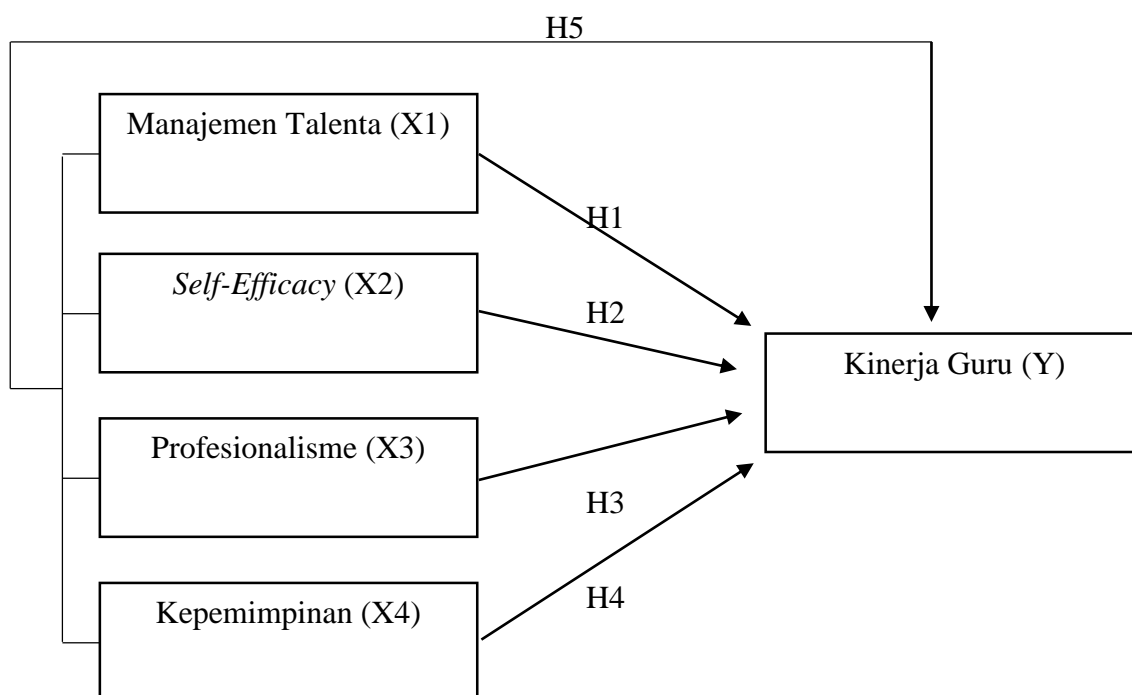 H5
Manajemen Talenta (X1)
H1
Self-Efficacy (X2)
H2
Kinerja Guru (Y)
Profesionalisme (X3)
H3
H4
Kepemimpinan (X4)